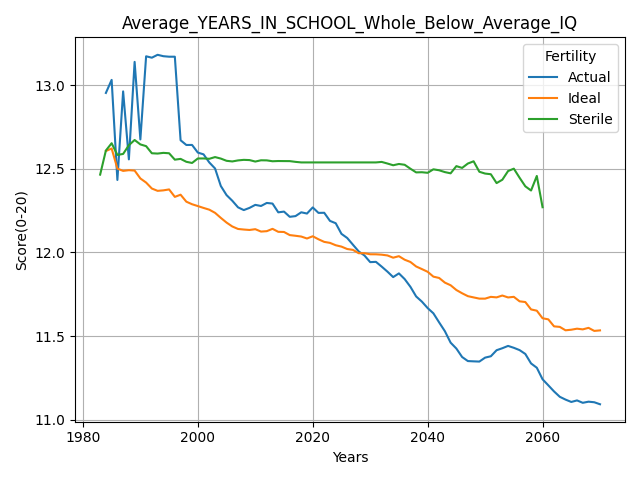 Average_YEARS_IN_SCHOOL_Whole_Below_Average_IQ
Fertility
Actual
Ideal
Sterile
Score(0-20)
13.0
12.5
12.0
11.5
11.0
1980
2000
2020
2040
2060
Years